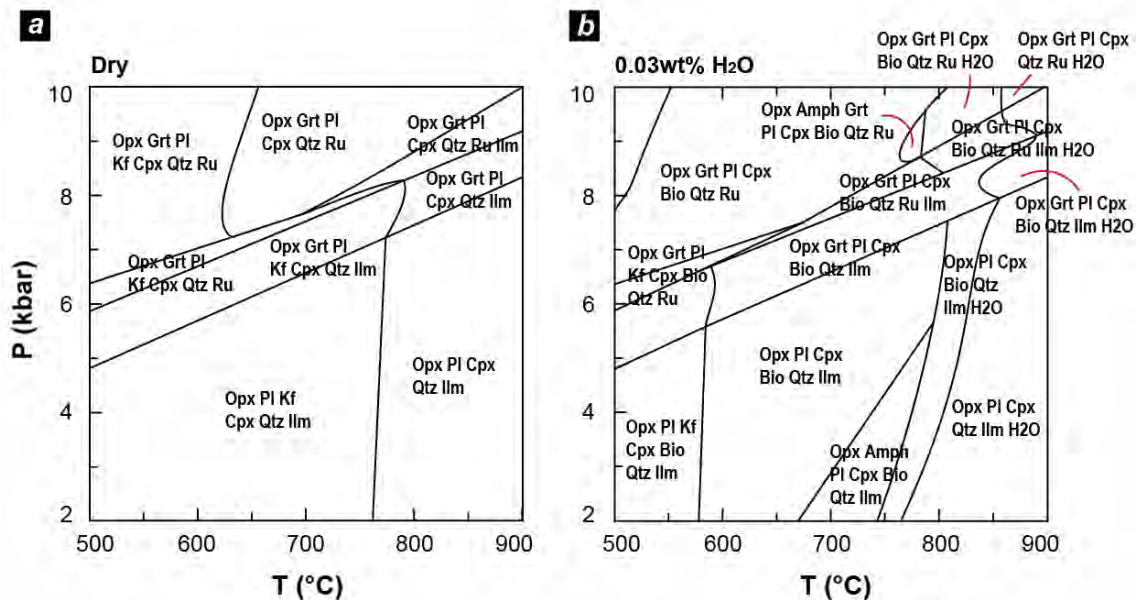 a
Dry
Opx Grt Pl
Kf Cpx Qtz Ru
Opx Grt Pl
Cpx Qtz Ru
Opx Grt Pl
Cpx Qtz Ru Ilm
Opx Grt Pl
Cpx Qtz Ilm
Opx Grt Pl
Kf Cpx Qtz Ru
Opx Grt Pl
Kf Cpx Qtz Ilm
Opx Pl Kf
Cpx Qtz Ilm
Opx Pl Cpx
Qtz Ilm
10
8
6
4
2
P (kbar)
500
600
700
800
900
T (°C)
b
0.03wt% H2O
Opx Grt Pl Cpx
Bio Qtz Ru H2O
Opx Grt Pl Cpx
Qtz Ru H2O
Opx Amph Grt
Pl Cpx Bio Qtz Ru
Opx Grt Pl Cpx
Bio Qtz Ru Ilm H2O
Opx Grt Pl Cpx
Bio Qtz Ru
Opx Grt Pl Cpx
Bio Qtz Ru Ilm
Opx Grt Pl Cpx
Bio Qtz Ilm H2O
Opx Grt Pl
Kf Cpx Bio
Qtz Ru
Opx Grt Pl Cpx
Bio Qtz Ilm
Opx Pl Cpx
Bio Qtz
Ilm H2O
Opx Pl Cpx
Bio Qtz Ilm
Opx Pl Kf
Cpx Bio
Qtz Ilm
Opx Amph
Pl Cpx Bio
Qtz Ilm
Opx Pl Cpx
Qtz Ilm H2O
10
8
6
4
2
500
600
700
800
900
T (°C)